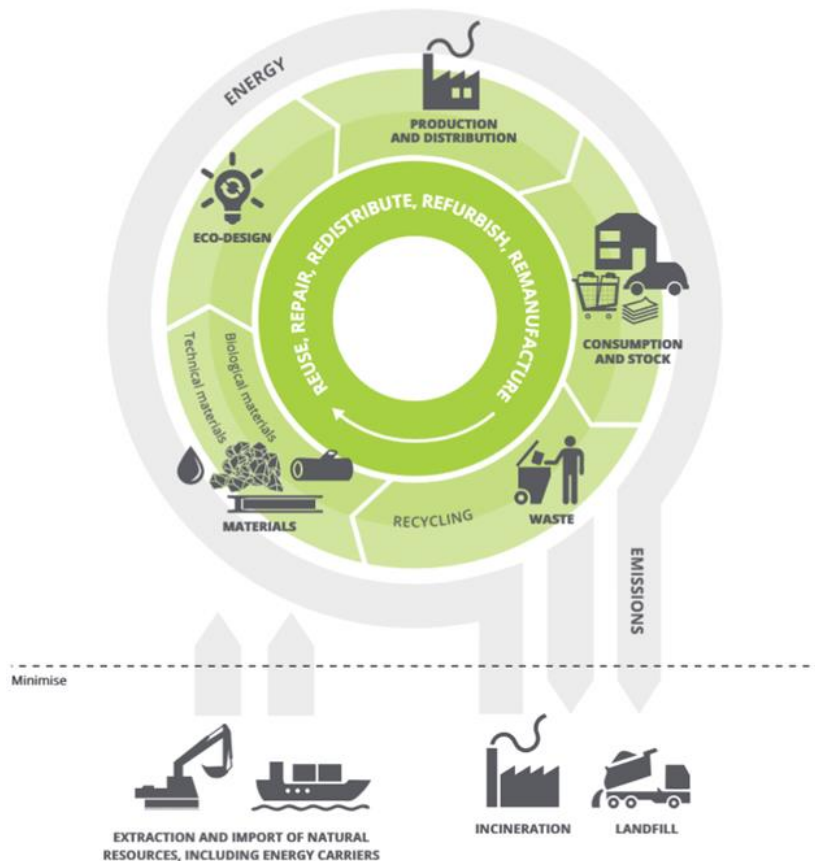 ENERGY
PRODUCTION
AND DISTRIBUTION
ECO-DESIGN
REUSE, REPAIR, REDISTRIBUTE, REFURBISH, REMANUFACTURE
CONSUMPTION
AND STOCK
Technical materials
Biological materials
MATERIALS
RECYCLING
WASTE
EMISSIONS
Minimise
EXTRACTION AND IMPORT OF NATURAL
RESOURCES, INCLUDING ENERGY CARRIERS
INCINERATION
LANDFILL